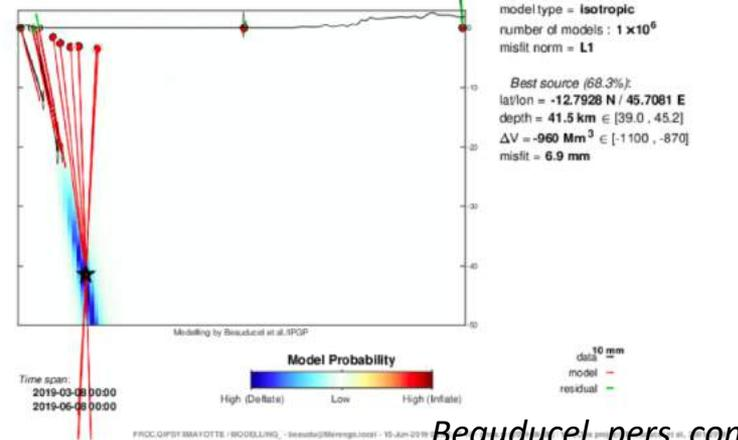 model type = isotropic
number of models : 1 ×10⁶
misfit norm = L1
Best source (68.3%):
lat/lon = -12.7928 N / 45.7081 E
depth = 41.5 km ∈ [39.0 , 45.2]
ΔV = -960 Mm³ ∈ [-1100 , -870]
misfit = 6.9 mm
-10
-20
-30
-40
-50
Modelling by Beauducel et al./IPGP
Model Probability
High (Deflate) Low High (Inflate)
Time span:
2019-03-08 00:00
2019-06-08 00:00
10 mm
data
model
residual
Beauducel, pers. com